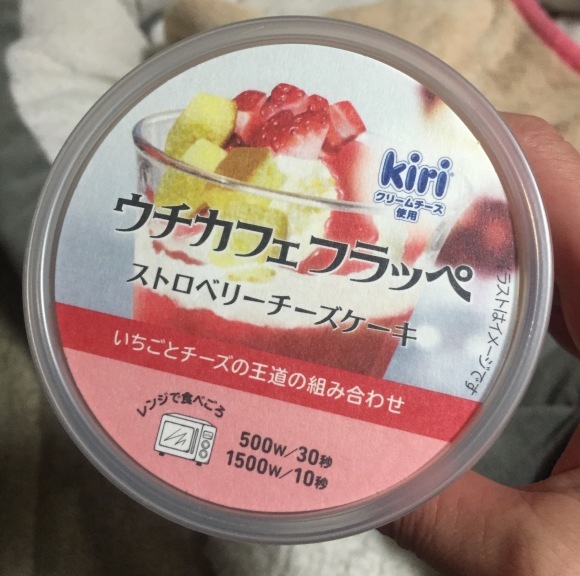 kiri
クリームチーズ
使用
ウチカフェフラッペ
ストロベリーチーズケーキ
ラストはイメージです
いちごとチーズの王道の組み合わせ
レンジで食べごろ
500W/30秒
1500W/10秒